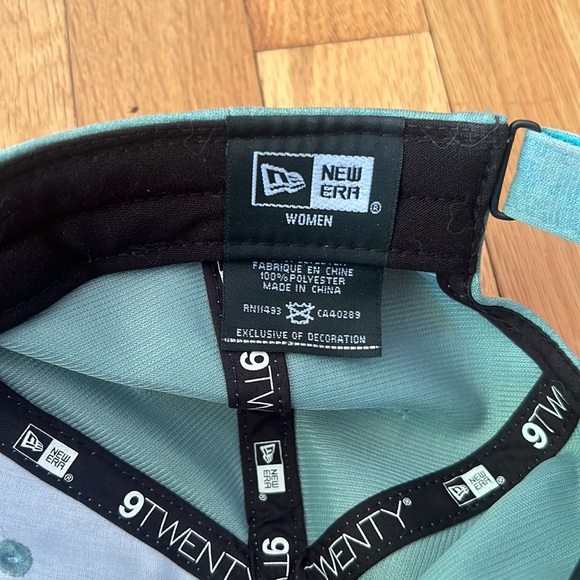 NEW
ERA
®
WOMEN
FABRIQUE EN CHINE
100% POLYESTER
MADE IN CHINA
RN11493 CA40289
EXCLUSIVE OF DECORATION
9TW
NEW
ERA
9TWENTY
NEW
ERA
9TWENTY®
NEW
ERA
9TWENTY